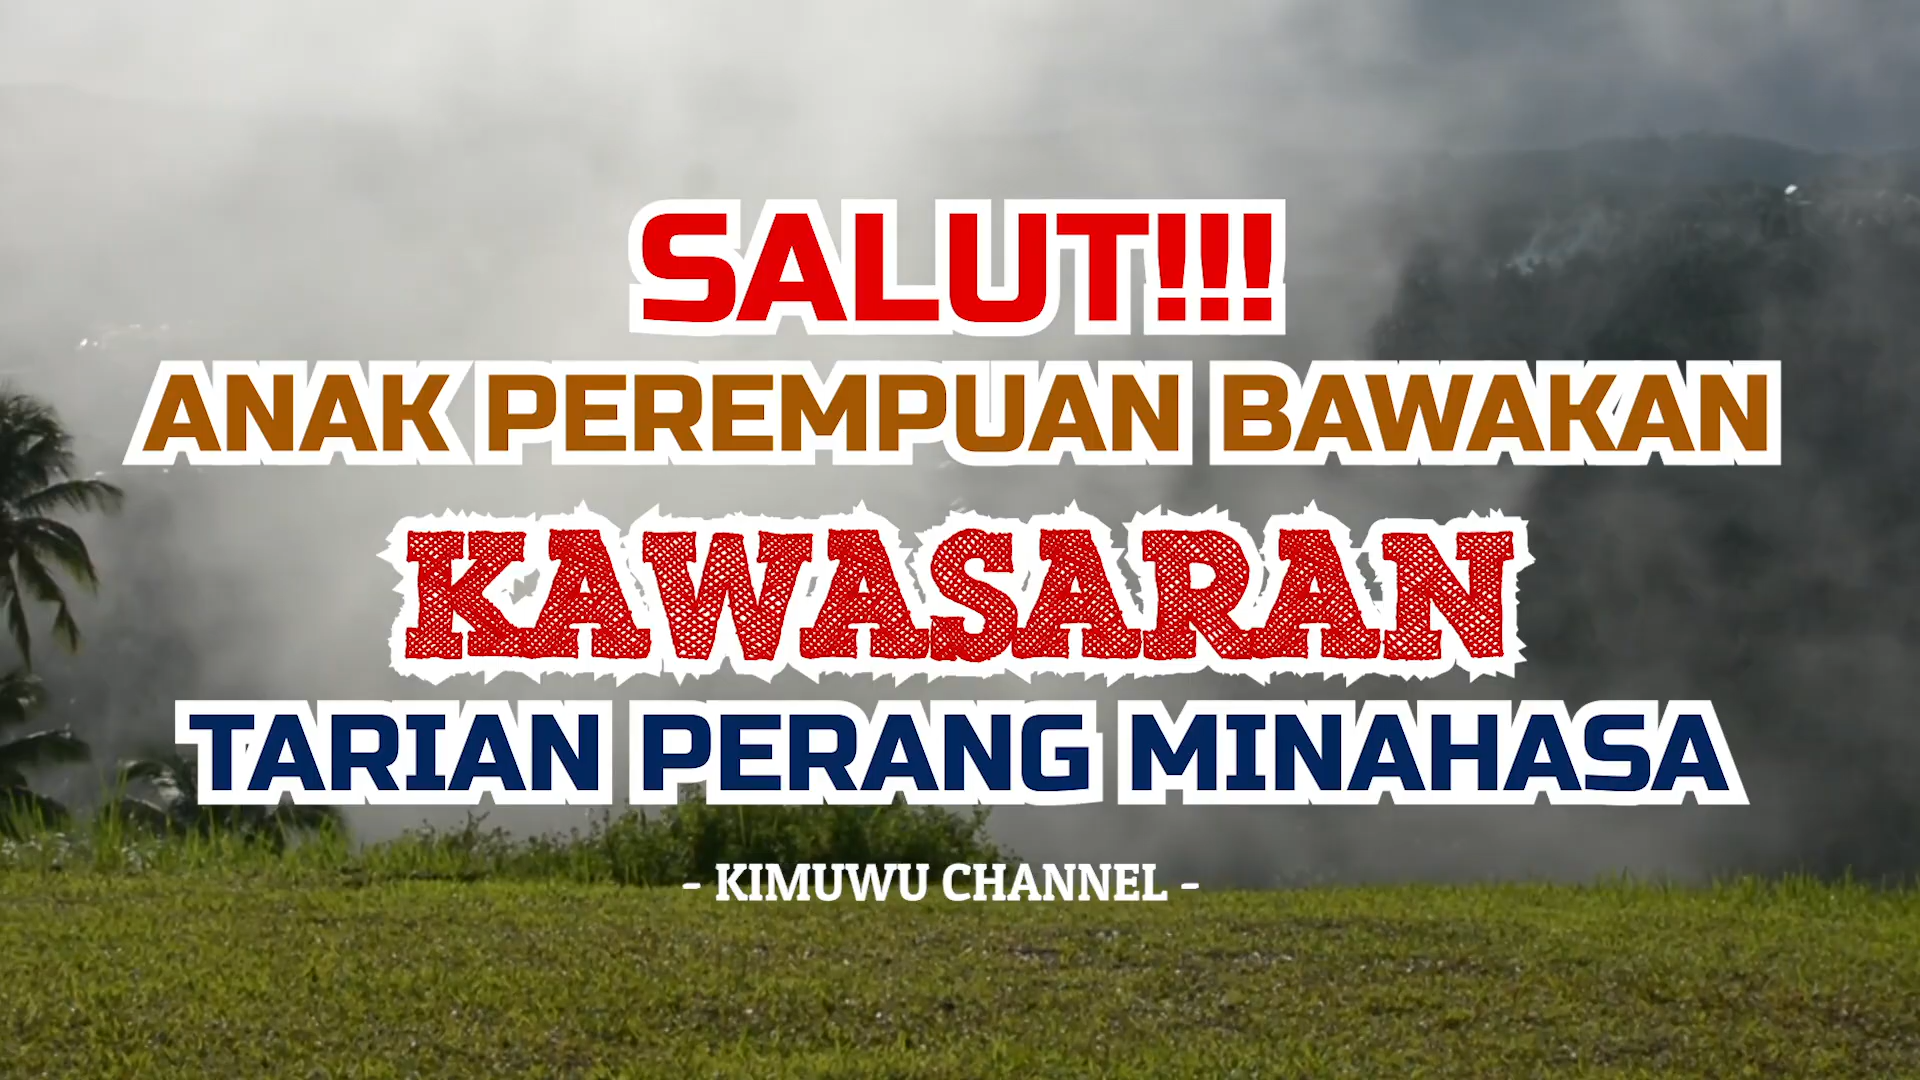 SALUT!!!
ANAK PEREMPUAN BAWAKAN
KAWASARAN
TARIAN PERANG MINAHASA
- KIMUWU CHANNEL -